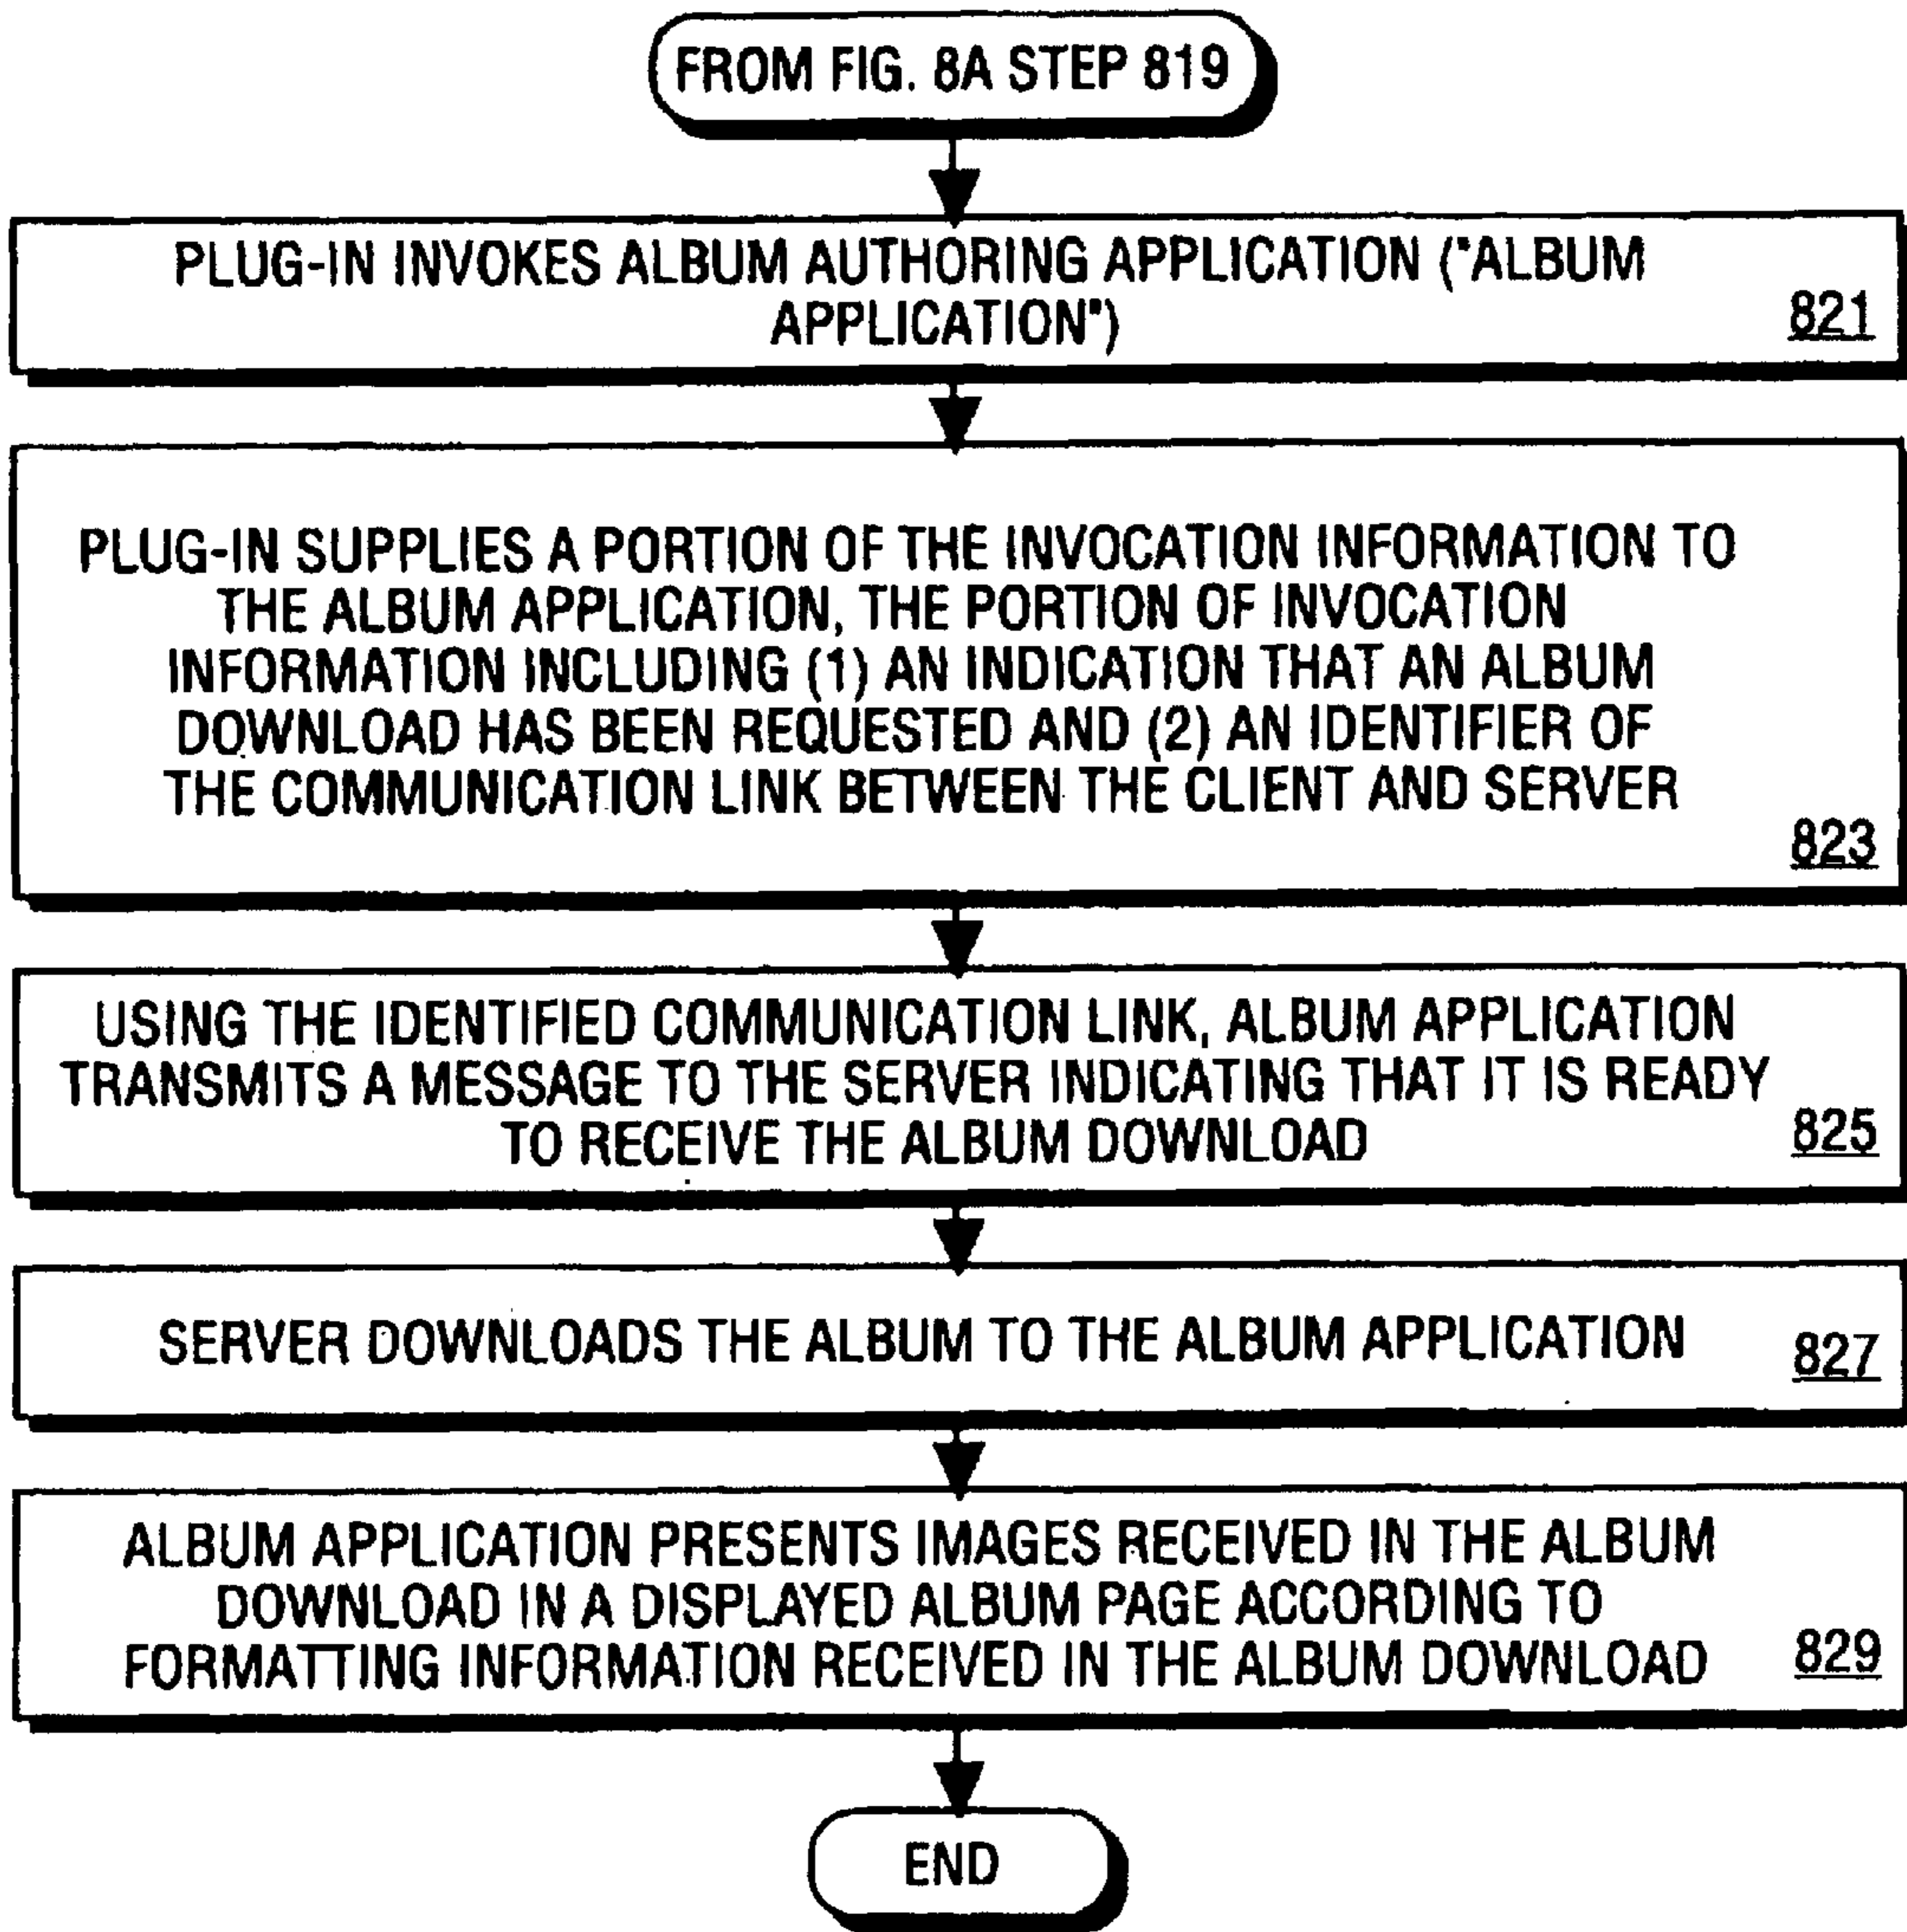 FROM FIG. 8A STEP 819
PLUG-IN INVOKES ALBUM AUTHORING APPLICATION ("ALBUM
APPLICATION")
821
PLUG-IN SUPPLIES A PORTION OF THE INVOCATION INFORMATION TO
THE ALBUM APPLICATION, THE PORTION OF INVOCATION
INFORMATION INCLUDING (1) AN INDICATION THAT AN ALBUM
DOWNLOAD HAS BEEN REQUESTED AND (2) AN IDENTIFIER OF
THE COMMUNICATION LINK BETWEEN THE CLIENT AND SERVER
823
USING THE IDENTIFIED COMMUNICATION LINK, ALBUM APPLICATION
TRANSMITS A MESSAGE TO THE SERVER INDICATING THAT IT IS READY
TO RECEIVE THE ALBUM DOWNLOAD
825
SERVER DOWNLOADS THE ALBUM TO THE ALBUM APPLICATION
827
ALBUM APPLICATION PRESENTS IMAGES RECEIVED IN THE ALBUM
DOWNLOAD IN A DISPLAYED ALBUM PAGE ACCORDING TO
FORMATTING INFORMATION RECEIVED IN THE ALBUM DOWNLOAD
829
END